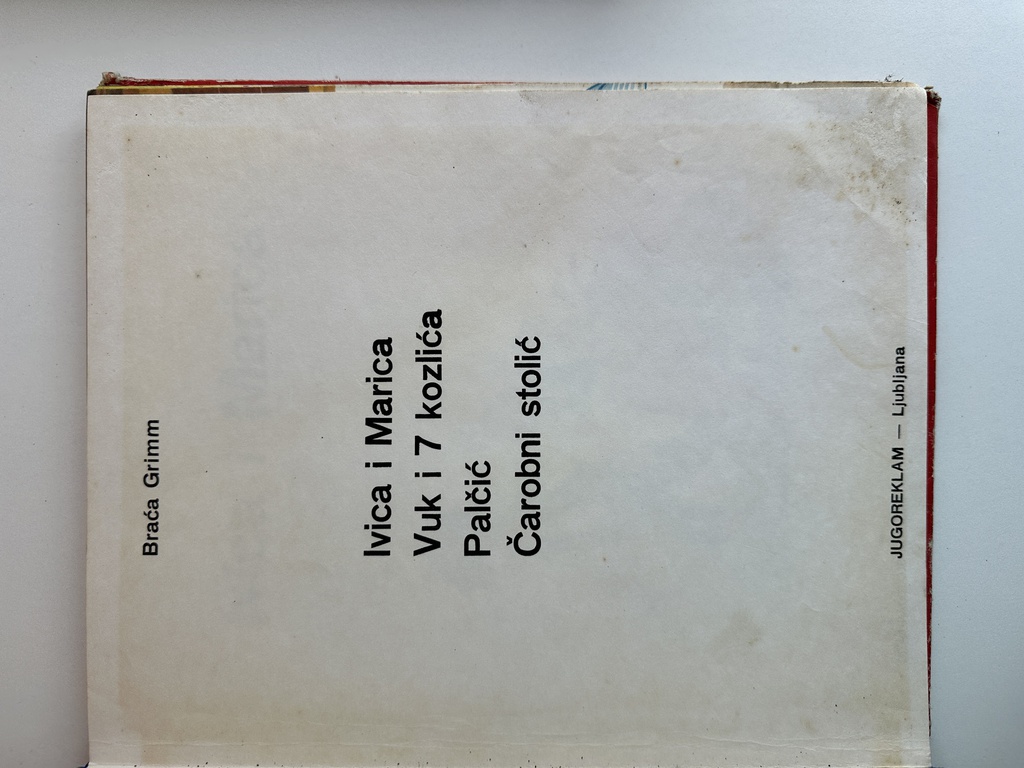 Braća Grimm
Ivica i Marica
Vuk i 7 kozlića
Palčić
Čarobni stolić
JUGOREKLAM — Ljubljana